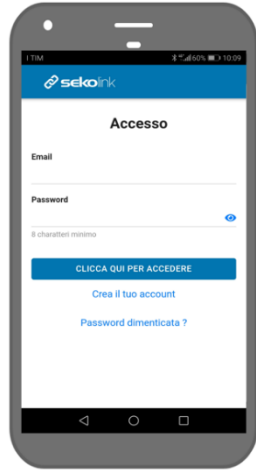 I TIM 60% 10:09
sekolink
Accesso
Email
Password
8 charatteri minimo
CLICCA QUI PER ACCEDERE
Crea il tuo account
Password dimenticata ?